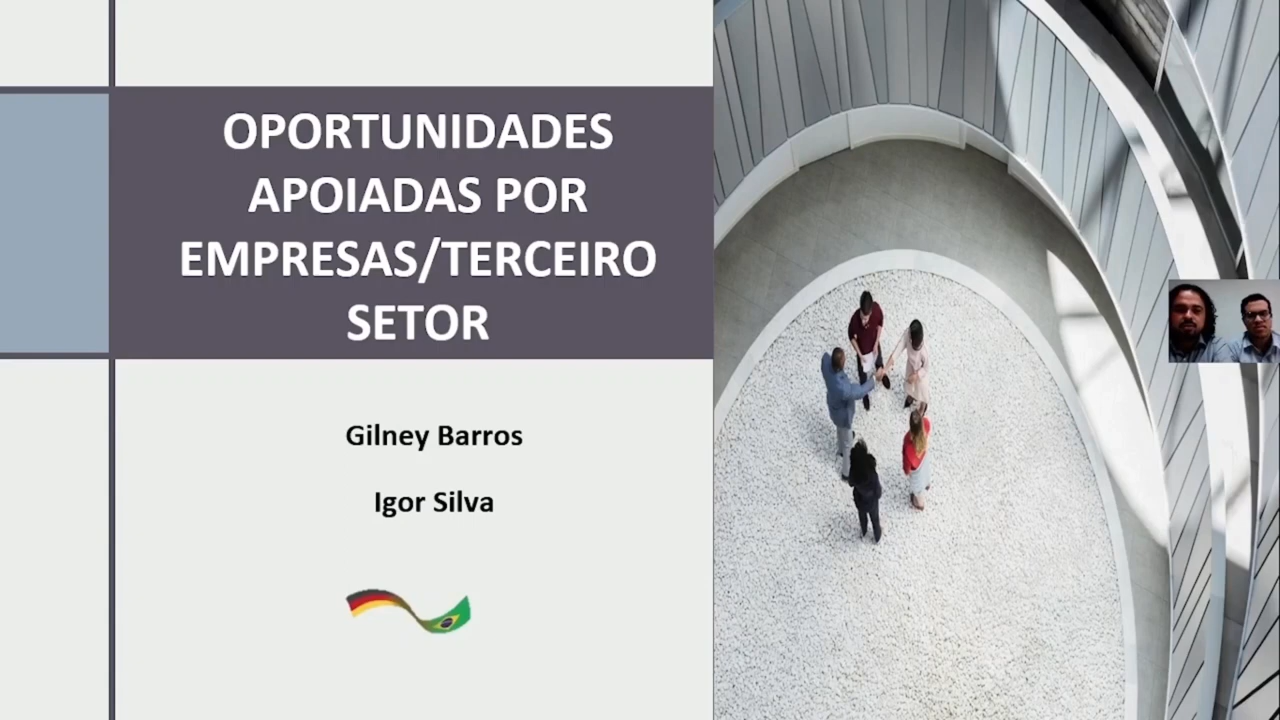 OPORTUNIDADES
APOIADAS POR
EMPRESAS/TERCEIRO
SETOR
Gilney Barros
Igor Silva